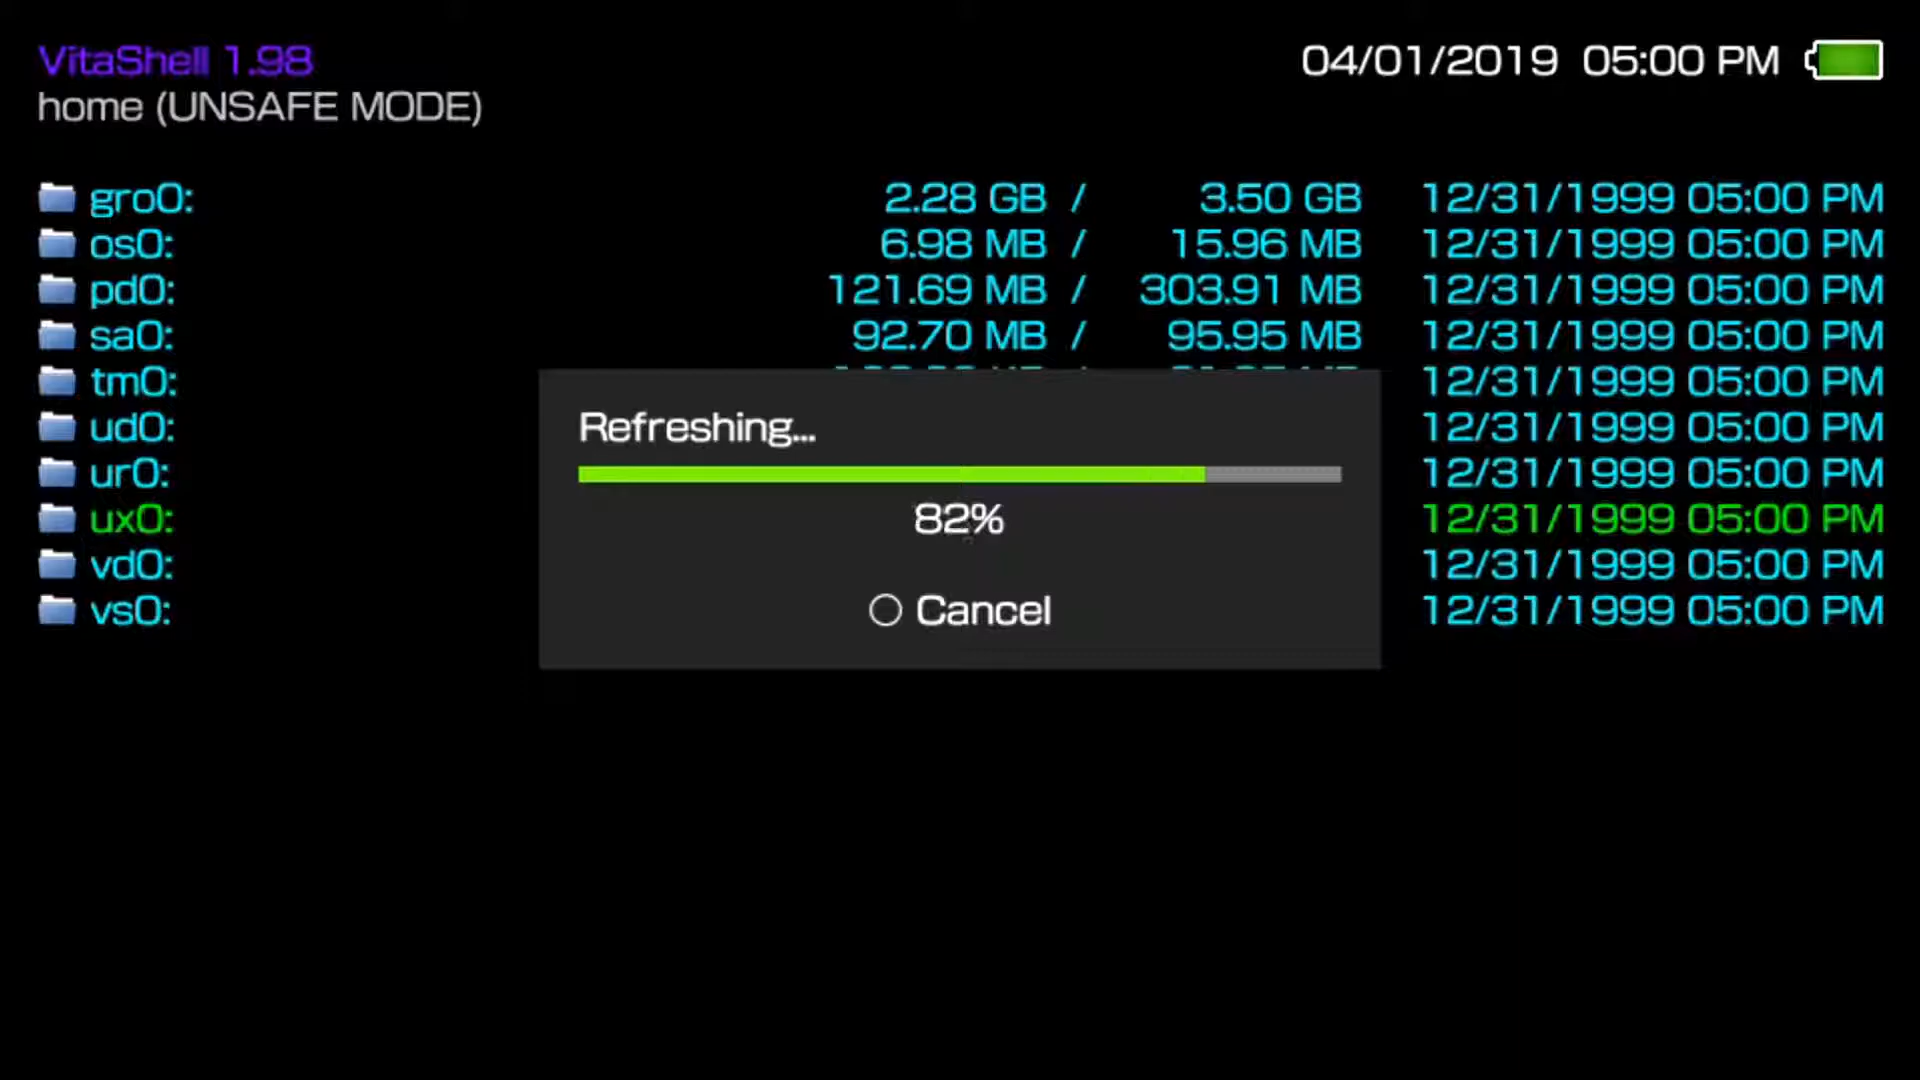 VitaShell 1.98 04/01/2019 05:00 PM
home (UNSAFE MODE)
gro0: 2.28 GB / 3.50 GB 12/31/1999 05:00 PM
os0: 6.98 MB / 15.96 MB 12/31/1999 05:00 PM
pd0: 121.69 MB / 303.91 MB 12/31/1999 05:00 PM
sa0: 92.70 MB / 95.95 MB 12/31/1999 05:00 PM
tm0: 12/31/1999 05:00 PM
ud0: 12/31/1999 05:00 PM
ur0: 12/31/1999 05:00 PM
ux0: 12/31/1999 05:00 PM
vd0: 12/31/1999 05:00 PM
vs0: 12/31/1999 05:00 PM
Refreshing...
82%
Cancel